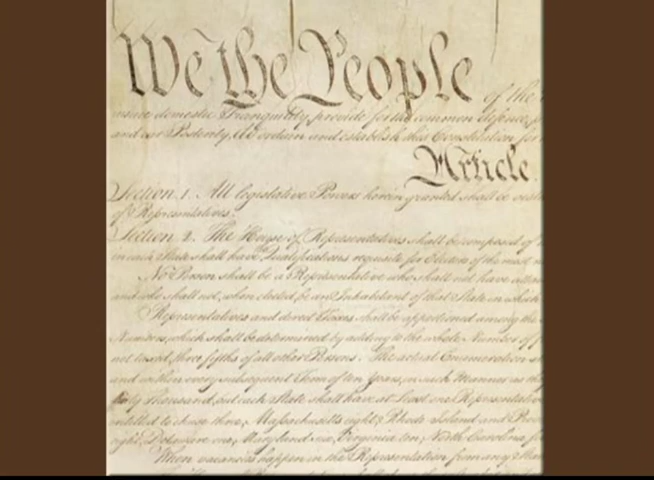 We the People of the
insure domestic Tranquility, provide for the common defence,
and our Posterity, do ordain and establish this Constitution for
Article
Section. 1. All legislative Powers herein granted shall be
of Representatives.
Section. 2. The House of Representatives shall be composed of
in each State shall have the Qualifications requisite for Electors of the most
No Person shall be a Representative who shall not have
and who shall not, when elected, be an Inhabitant of that State in which
Representatives and direct Taxes shall be apportioned among the
Numbers, which shall be determined by adding to the whole Number of
not taxed, three fifths of all other Persons. The actual Enumeration
and within every subsequent Term of ten Years, in such Manner as
thirty Thousand, but each State shall have at Least one
entitled to chuse three, Massachusetts eight, Rhode Island and
eight, Delaware one, Maryland six, Virginia ten, North Carolina
When vacancies happen in the Representation from any